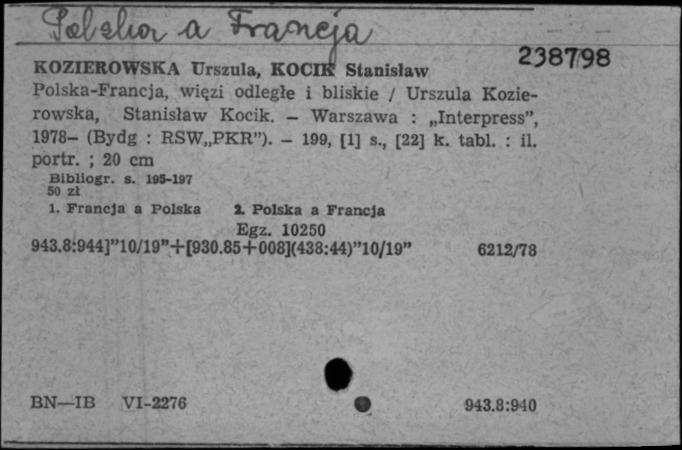 Polska a Francja
238798
KOZIEROWSKA Urszula, KOCIK Stanisław
Polska-Francja, więzi odległe i bliskie / Urszula Kozie-
rowska, Stanisław Kocik. – Warszawa : „Interpress”,
1978– (Bydg : RSW„PKR”). – 199, [1] s., [22] k. tabl. : il.
portr. ; 20 cm
Bibliogr. s. 195-197
50 zł
1. Francja a Polska 2. Polska a Francja
Egz. 10250
943.8:944]”10/19”+[930.85+008](438:44)”10/19” 6212/78
BN—IB VI-2276 943.8:940